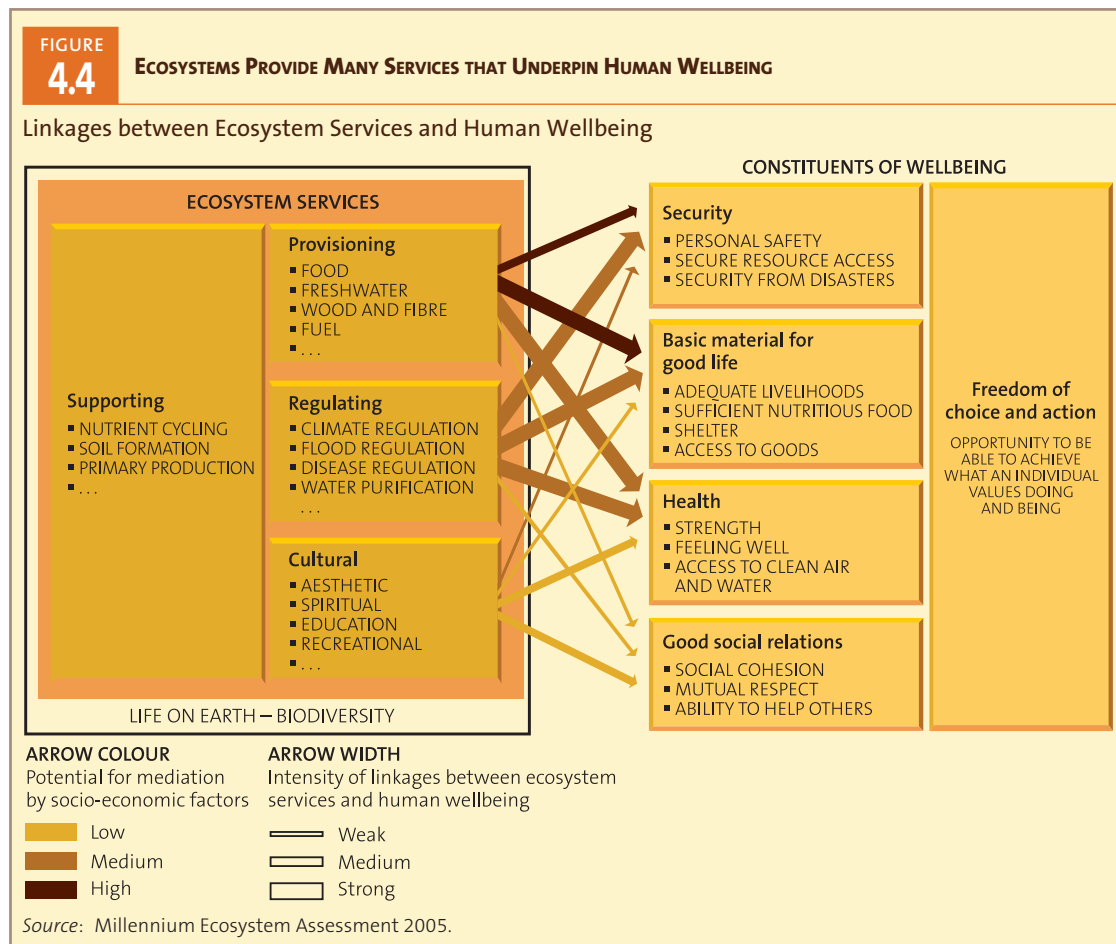 FIGURE
4.4
ECOSYSTEMS PROVIDE MANY SERVICES THAT UNDERPIN HUMAN WELLBEING
Linkages between Ecosystem Services and Human Wellbeing
ECOSYSTEM SERVICES
Supporting
▪ NUTRIENT CYCLING
▪ SOIL FORMATION
▪ PRIMARY PRODUCTION
▪ . . .
Provisioning
▪ FOOD
▪ FRESHWATER
▪ WOOD AND FIBRE
▪ FUEL
▪ . . .
Regulating
▪ CLIMATE REGULATION
▪ FLOOD REGULATION
▪ DISEASE REGULATION
▪ WATER PURIFICATION
. . .
Cultural
▪ AESTHETIC
▪ SPIRITUAL
▪ EDUCATION
▪ RECREATIONAL
▪ . . .
LIFE ON EARTH – BIODIVERSITY
CONSTITUENTS OF WELLBEING
Security
▪ PERSONAL SAFETY
▪ SECURE RESOURCE ACCESS
▪ SECURITY FROM DISASTERS
Basic material for
good life
▪ ADEQUATE LIVELIHOODS
▪ SUFFICIENT NUTRITIOUS FOOD
▪ SHELTER
▪ ACCESS TO GOODS
Health
▪ STRENGTH
▪ FEELING WELL
▪ ACCESS TO CLEAN AIR
AND WATER
Good social relations
▪ SOCIAL COHESION
▪ MUTUAL RESPECT
▪ ABILITY TO HELP OTHERS
Freedom of
choice and action
OPPORTUNITY TO BE
ABLE TO ACHIEVE
WHAT AN INDIVIDUAL
VALUES DOING
AND BEING
ARROW COLOUR
Potential for mediation
by socio-economic factors
Low
Medium
High
ARROW WIDTH
Intensity of linkages between ecosystem
services and human wellbeing
Weak
Medium
Strong
Source: Millennium Ecosystem Assessment 2005.